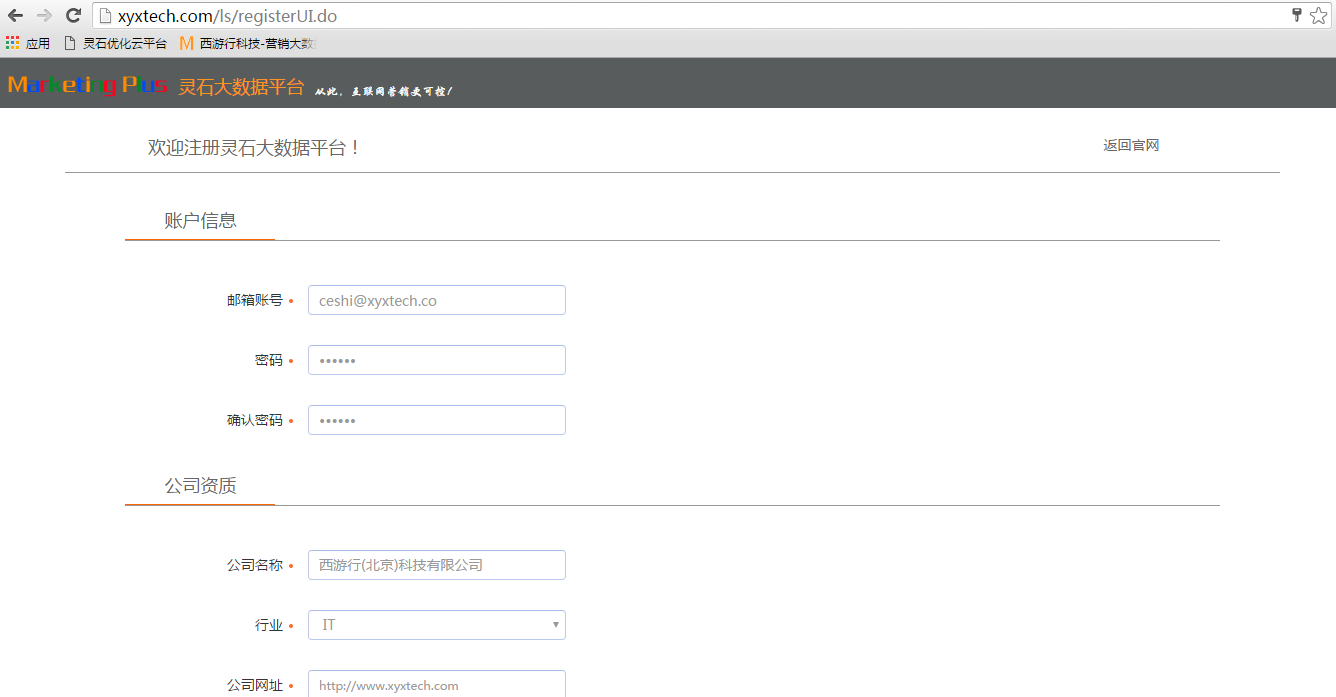 xyxtech.com/ls/registerUI.do
应用 灵石优化云平台 M 西游行科技-营销大数
Marketing Plus 灵石大数据平台 从此，互联网营销更可控！
欢迎注册灵石大数据平台！ 返回官网
账户信息
邮箱账号 • ceshi@xyxtech.co
密码 • ••••••
确认密码 • ••••••
公司资质
公司名称 • 西游行(北京)科技有限公司
行业 • IT
公司网址 • http://www.xyxtech.com